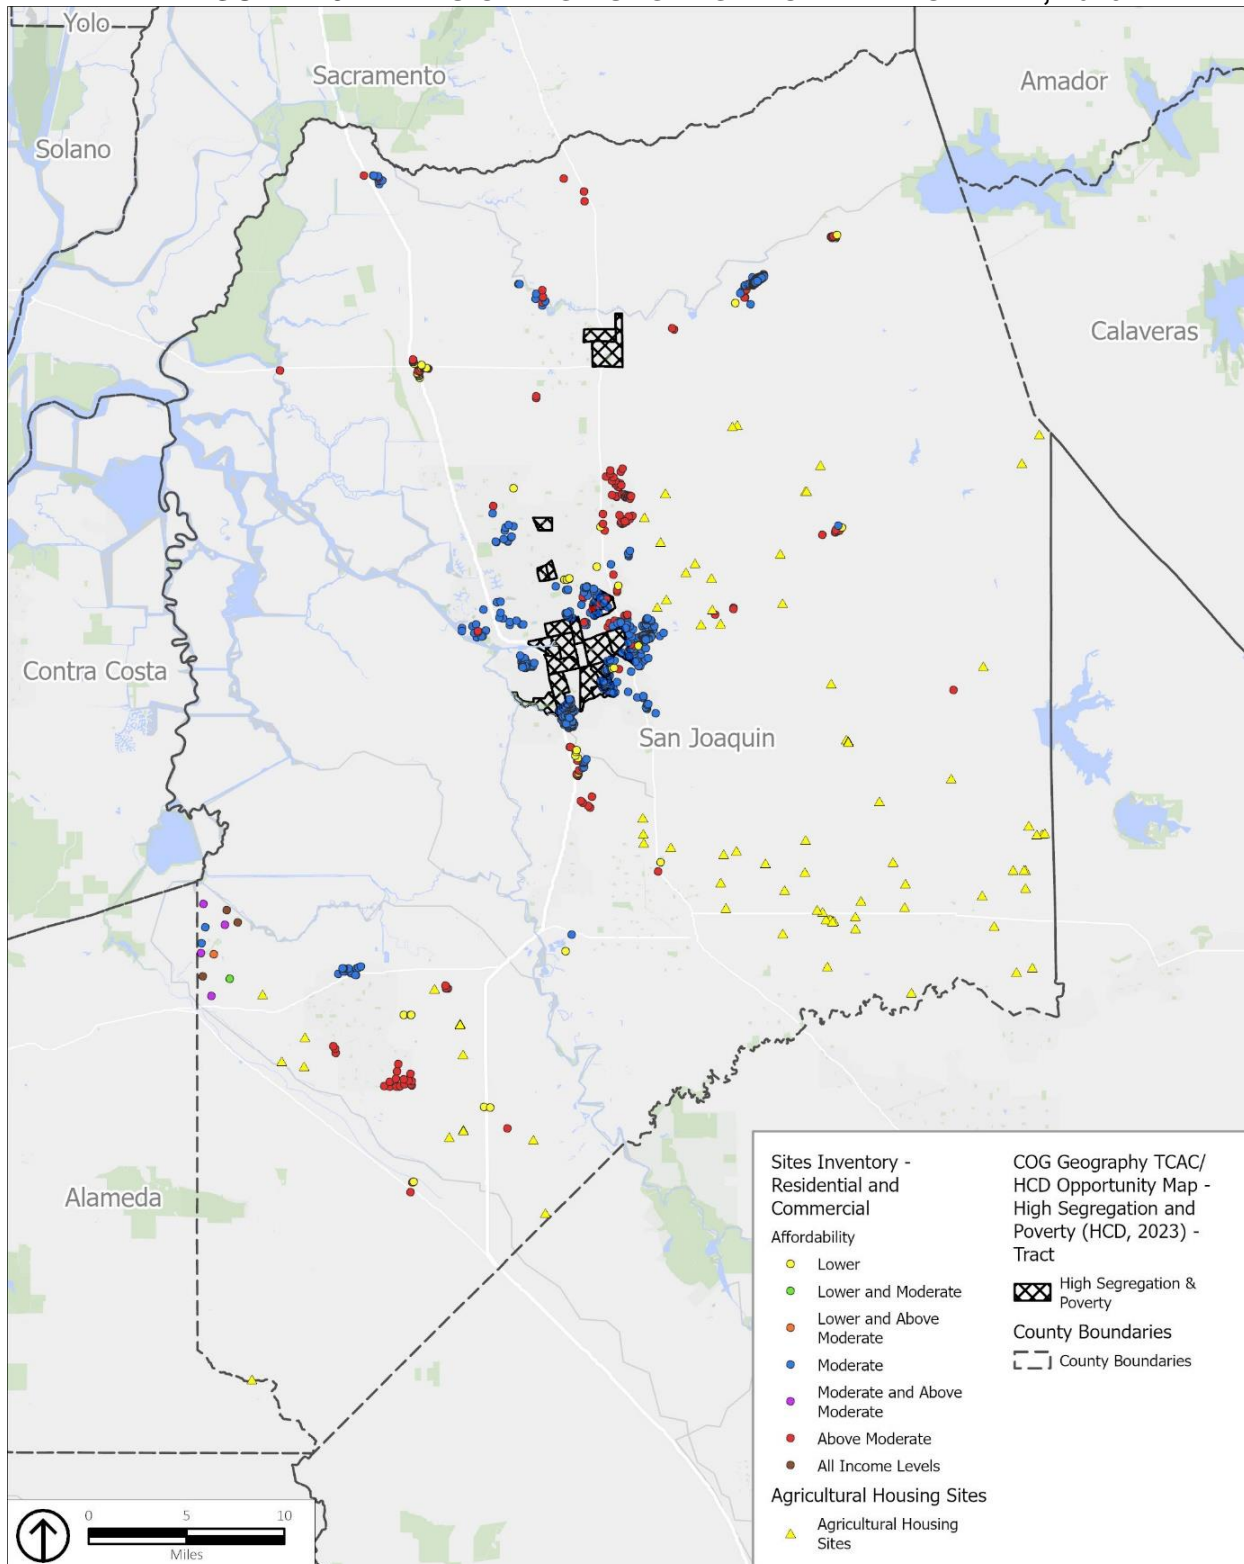 Yolo
Sacramento
Amador
Solano
Calaveras
Contra Costa
San Joaquin
Alameda
Sites Inventory -
Residential and
Commercial
Affordability
Lower
Lower and Moderate
Lower and Above
Moderate
Moderate
Moderate and Above
Moderate
Above Moderate
All Income Levels
Agricultural Housing Sites
Agricultural Housing
Sites
COG Geography TCAC/
HCD Opportunity Map -
High Segregation and
Poverty (HCD, 2023) -
Tract
High Segregation &
Poverty
County Boundaries
County Boundaries
0 5 10
Miles